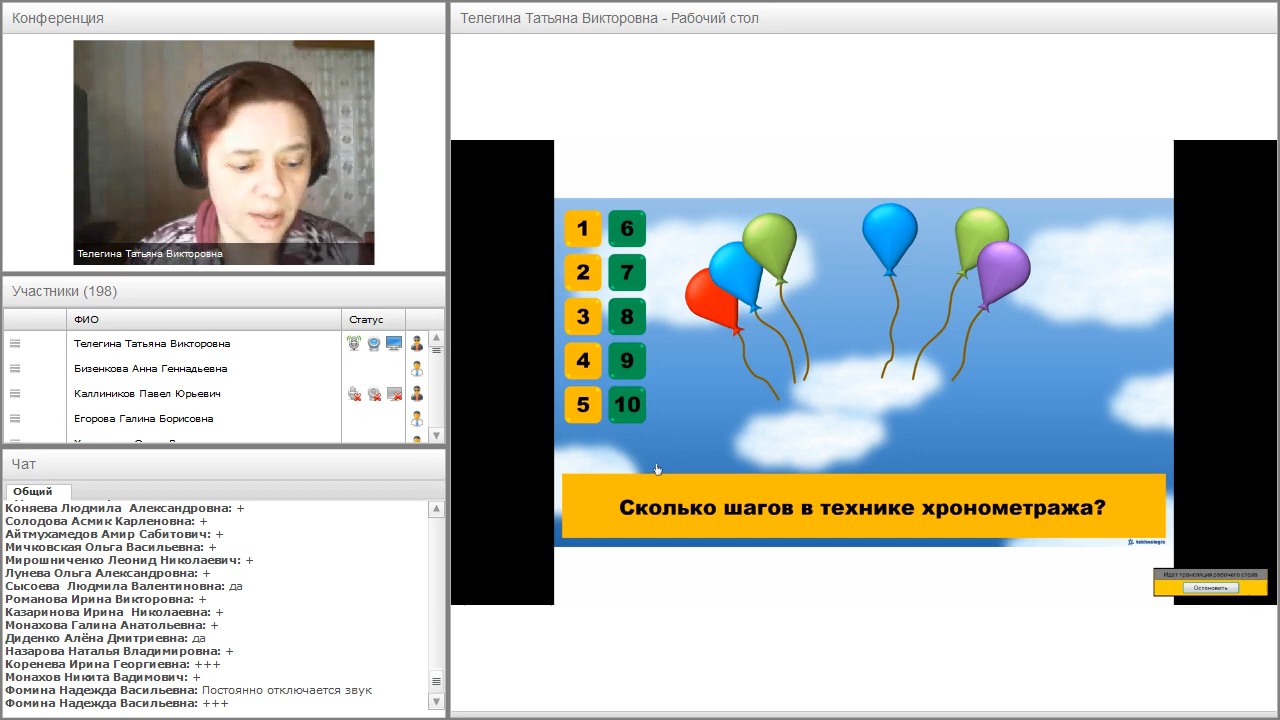 Конференция
Телегина Татьяна Викторовна
Участники (198)
ФИО
Статус
Телегина Татьяна Викторовна
Бизенкова Анна Геннадьевна
Каллиников Павел Юрьевич
Егорова Галина Борисовна
Чат
Общий
Коняева Людмила Александровна: +
Солодова Асмик Карленовна: +
Айтмухамедов Амир Сабитович: +
Мичковская Ольга Васильевна: +
Мирошниченко Леонид Николаевич: +
Лунева Ольга Александровна: +
Сысоева Людмила Валентиновна: да
Романова Ирина Викторовна: +
Казаринова Ирина Николаевна: +
Монахова Галина Анатольевна: +
Диденко Алёна Дмитриевна: да
Назарова Наталья Владимировна: +
Коренева Ирина Георгиевна: +++
Монахов Никита Вадимович: +
Фомина Надежда Васильевна: Постоянно отключается звук
Фомина Надежда Васильевна: +++
Телегина Татьяна Викторовна - Рабочий стол
1 6
2 7
3 8
4 9
5 10
Сколько шагов в технике хронометража?
tekhnologic
Идет трансляция рабочего стола
Остановить